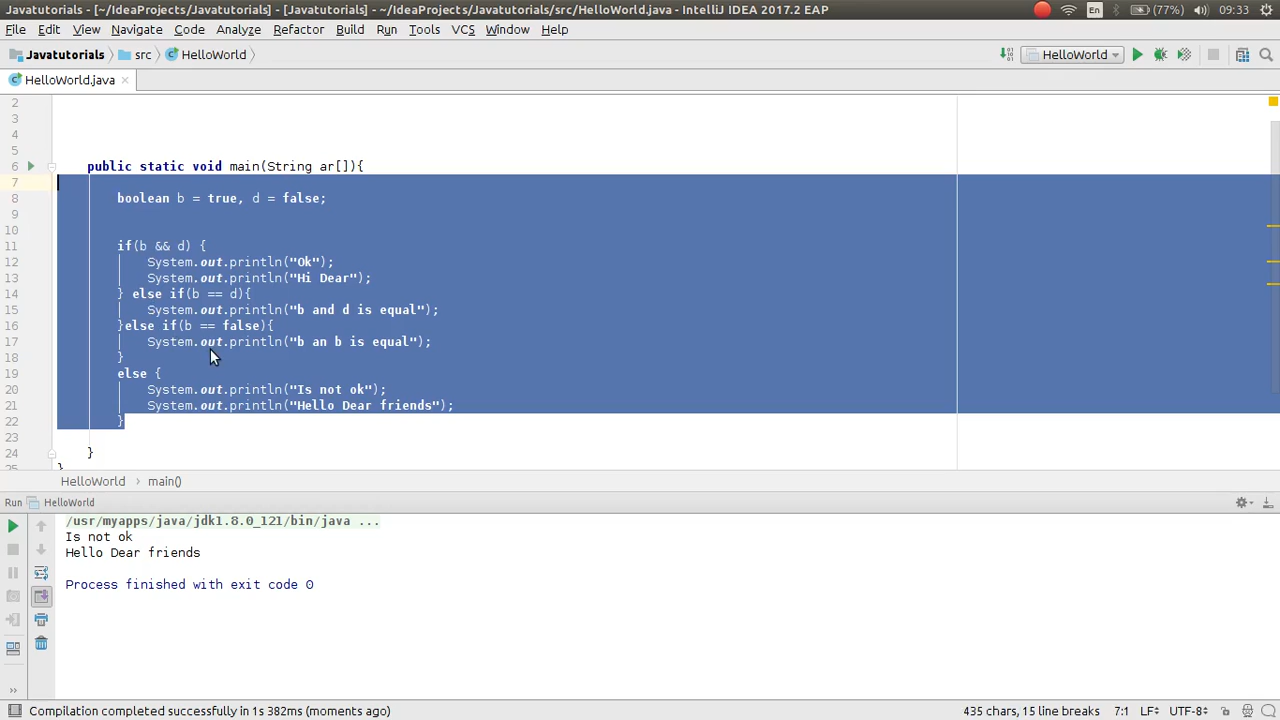 Javatutorials - [~/IdeaProjects/Javatutorials] - [Javatutorials] - ~/IdeaProjects/Javatutorials/src/HelloWorld.java - IntelliJ IDEA 2017.2 EAP
En (77%) 09:33
File Edit View Navigate Code Analyze Refactor Build Run Tools VCS Window Help
Javatutorials src HelloWorld HelloWorld
HelloWorld.java
2
3
4
5
6 public static void main(String ar[]){
7
8 boolean b = true, d = false;
9
10
11 if(b && d) {
12 System.out.println("Ok");
13 System.out.println("Hi Dear");
14 } else if(b == d){
15 System.out.println("b and d is equal");
16 }else if(b == false){
17 System.out.println("b an b is equal");
18 }
19 else {
20 System.out.println("Is not ok");
21 System.out.println("Hello Dear friends");
22 }
23
24 }
25 }
HelloWorld main()
Run HelloWorld
/usr/myapps/java/jdk1.8.0_121/bin/java ...
Is not ok
Hello Dear friends
Process finished with exit code 0
Compilation completed successfully in 1s 382ms (moments ago) 435 chars, 15 line breaks 7:1 LF÷ UTF-8÷